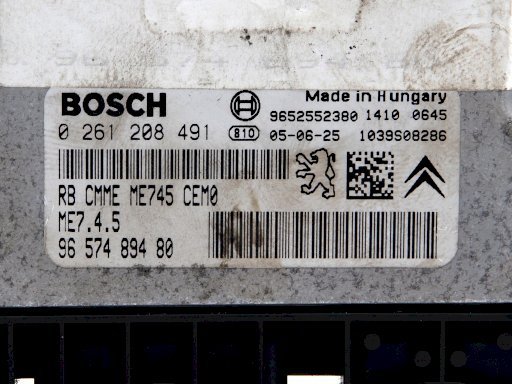 BOSCH
Made in Hungary
9652552380 1410 0645
0 261 208 491
810 05-06-25 1039S08286
RB CMME ME745 CEM0
ME7.4.5
96 574 894 80